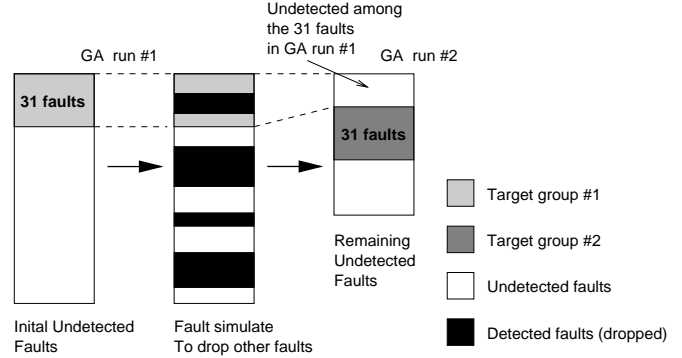 Undetected among
the 31 faults
in GA run #1
GA run #1
GA run #2
31 faults
31 faults
Target group #1
Target group #2
Undetected faults
Detected faults (dropped)
Remaining
Undetected
Faults
Inital Undetected
Faults
Fault simulate
To drop other faults